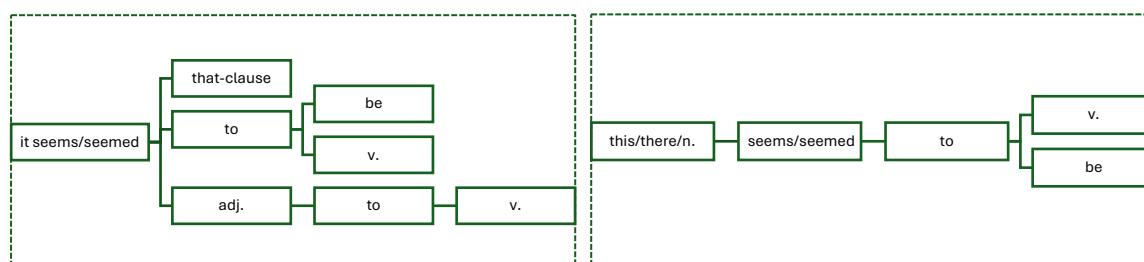 it seems/seemed
that-clause
to
be
v.
adj.
to
v.
this/there/n.
seems/seemed
to
v.
be